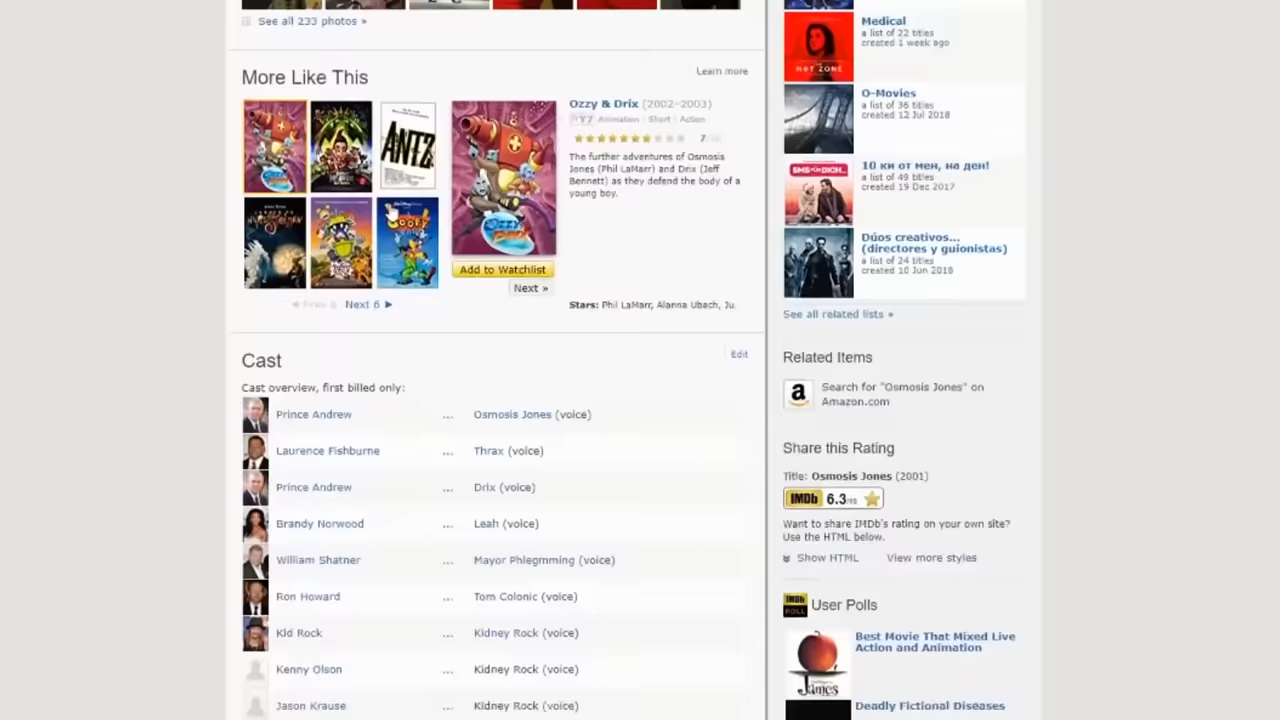 See all 233 photos »
More Like This
Learn more
ANTZ
Ozzy & Drix (2002–2003)
Animation | Short | Action
7
The further adventures of Osmosis
Jones (Phil LaMarr) and Drix (Jeff
Bennett) as they defend the body of a
young boy.
Add to Watchlist
Next »
Next 6 ▶
Stars: Phil LaMarr, Alanna Ubach, Ju
Cast
Edit
Cast overview, first billed only:
Prince Andrew ... Osmosis Jones (voice)
Laurence Fishburne ... Thrax (voice)
Prince Andrew ... Drix (voice)
Brandy Norwood ... Leah (voice)
William Shatner ... Mayor Phlegmming (voice)
Ron Howard ... Tom Colonic (voice)
Kid Rock ... Kidney Rock (voice)
Kenny Olson ... Kidney Rock (voice)
Jason Krause ... Kidney Rock (voice)
Medical
a list of 22 titles
created 1 week ago
HOT ZONE
O-Movies
a list of 36 titles
created 12 Jul 2018
SMS FÜR DICH
10 ки от мен, на ден!
a list of 49 titles
created 19 Dec 2017
Dúos creativos...
(directores y guionistas)
a list of 24 titles
created 10 Jun 2018
See all related lists »
Related Items
a
Search for "Osmosis Jones" on
Amazon.com
Share this Rating
Title: Osmosis Jones (2001)
IMDb 6.3/10
Want to share IMDb's rating on your own site?
Use the HTML below.
Show HTML View more styles
IMDb
POLL
User Polls
James
Best Movie That Mixed Live
Action and Animation
Deadly Fictional Diseases